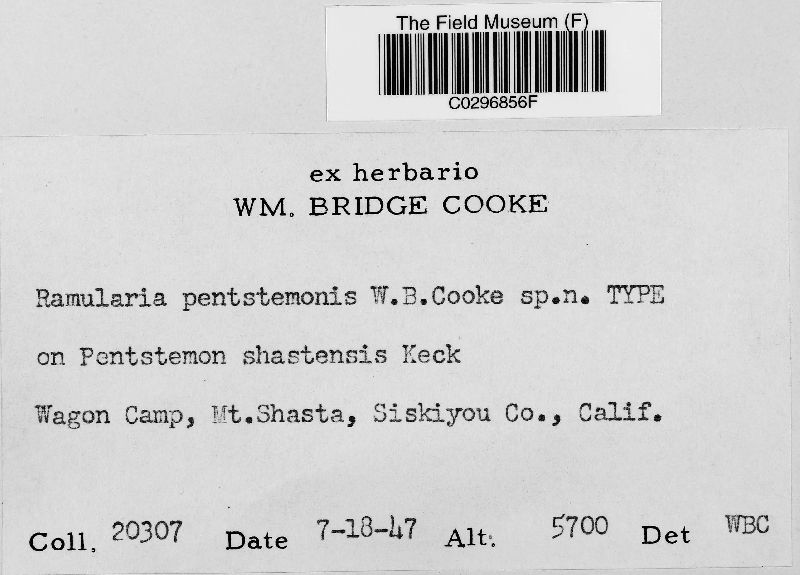 The Field Museum (F)
C0296856F
ex herbario
WM. BRIDGE COOKE
Ramularia pentstemonis W.B.Cooke sp.n. TYPE
on Pentstemon shastensis Keck
Wagon Camp, Mt.Shasta, Siskiyou Co., Calif.
Coll. 20307 Date 7-18-47 Alt. 5700 Det WBC